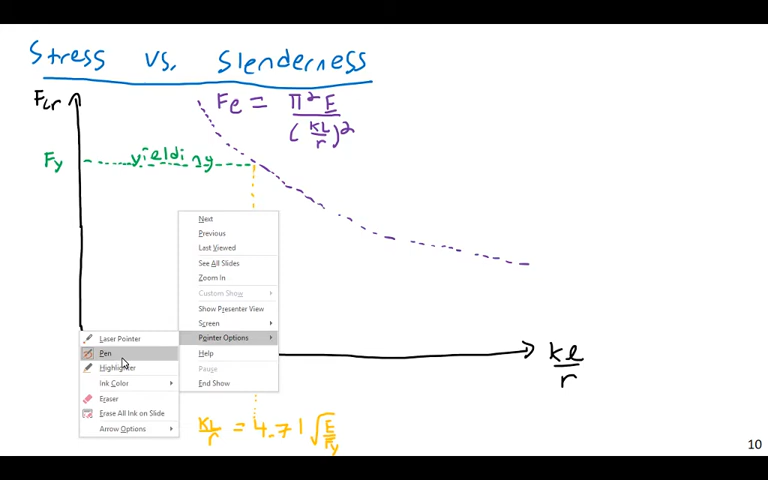 Stress vs. Slenderness
Fcr
Fe = π²E
(KL
r)²
Fy yielding
Next
Previous
Last Viewed
See All Slides
Zoom In
Custom Show
Show Presenter View
Screen
Pointer Options
Help
Pause
End Show
Laser Pointer
Pen
Highlighter
Ink Color
Eraser
Erase All Ink on Slide
Arrow Options
Kl
r
KL
r = 4.71 √E
Fy
10